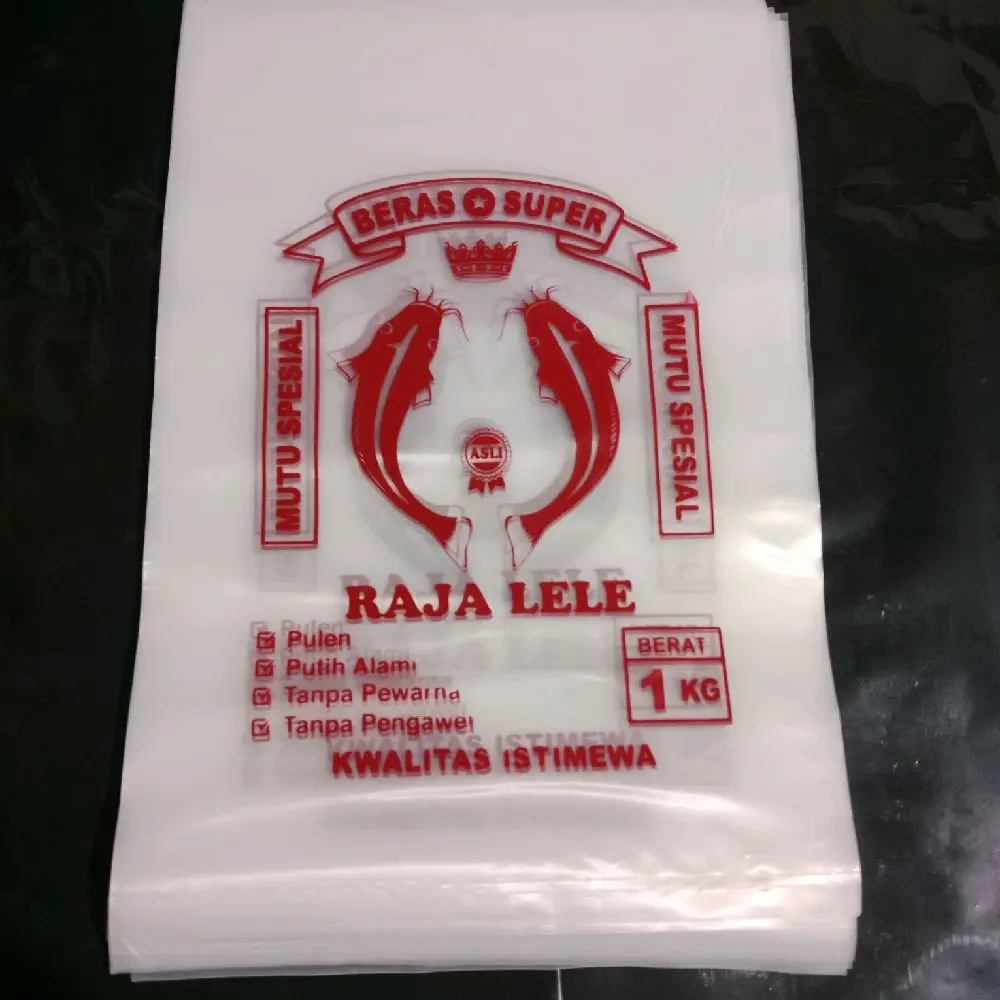 BERAS SUPER
MUTU SPESIAL
MUTU SPESIAL
ASLI
RAJA LELE
Pulen
Putih Alami
Tanpa Pewarna
Tanpa Pengawet
BERAT
1 KG
KWALITAS ISTIMEWA